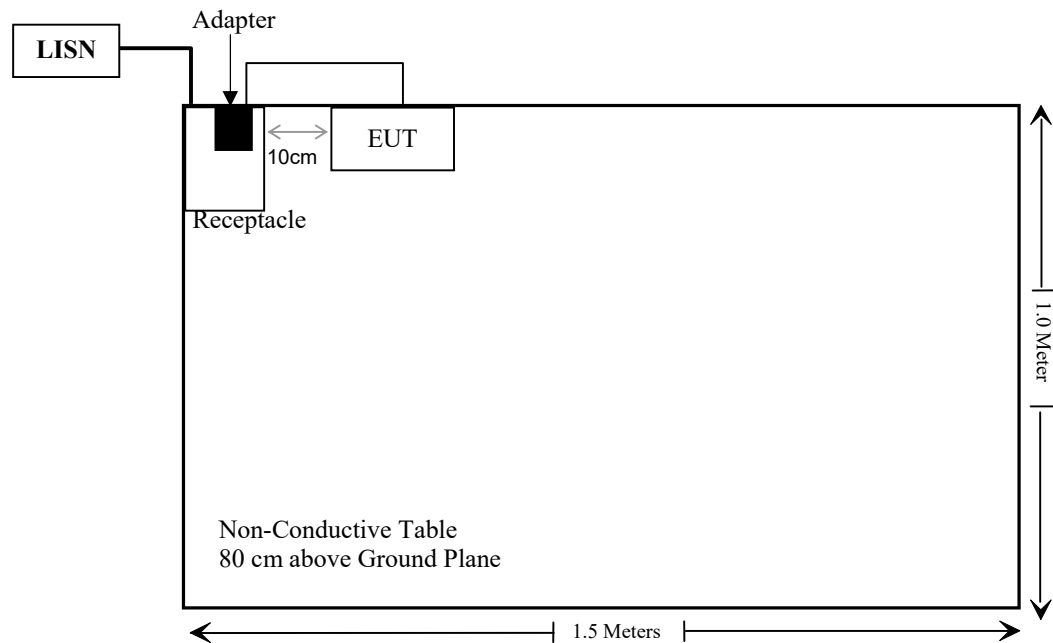 Adapter
LISN
EUT
10cm
Receptacle
1.0 Meter
Non-Conductive Table
80 cm above Ground Plane
1.5 Meters